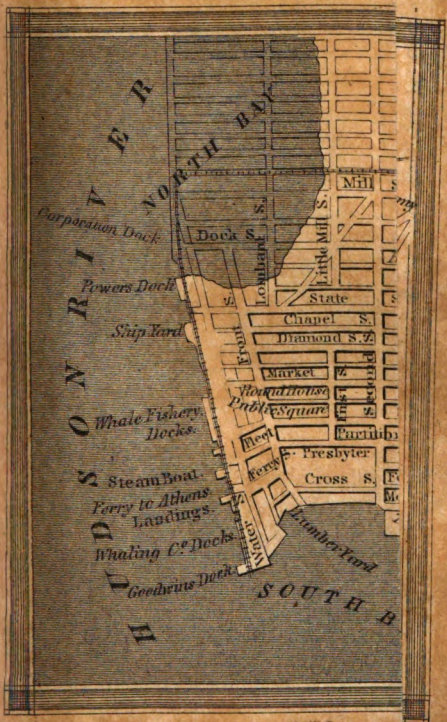 HUDSON RIVER
NORTH BAY
Mill S
Corporation Dock
Dock S.
Lombard S.
Little Mill S.
Powers Dock
State S
Front S.
Chapel S.
Ship Yard
Diamond S.
Market S.
Round House
Public Square
First S.
Second S.
Whale Fishery
Docks.
Fleet
Partition
Ferry S.
Presbyter
Steam Boat.
Cross S.
Ferry to Athens
Landings.
Water S.
Lumber Yard
Whaling Co. Docks
Goodwins Dock.
SOUTH B